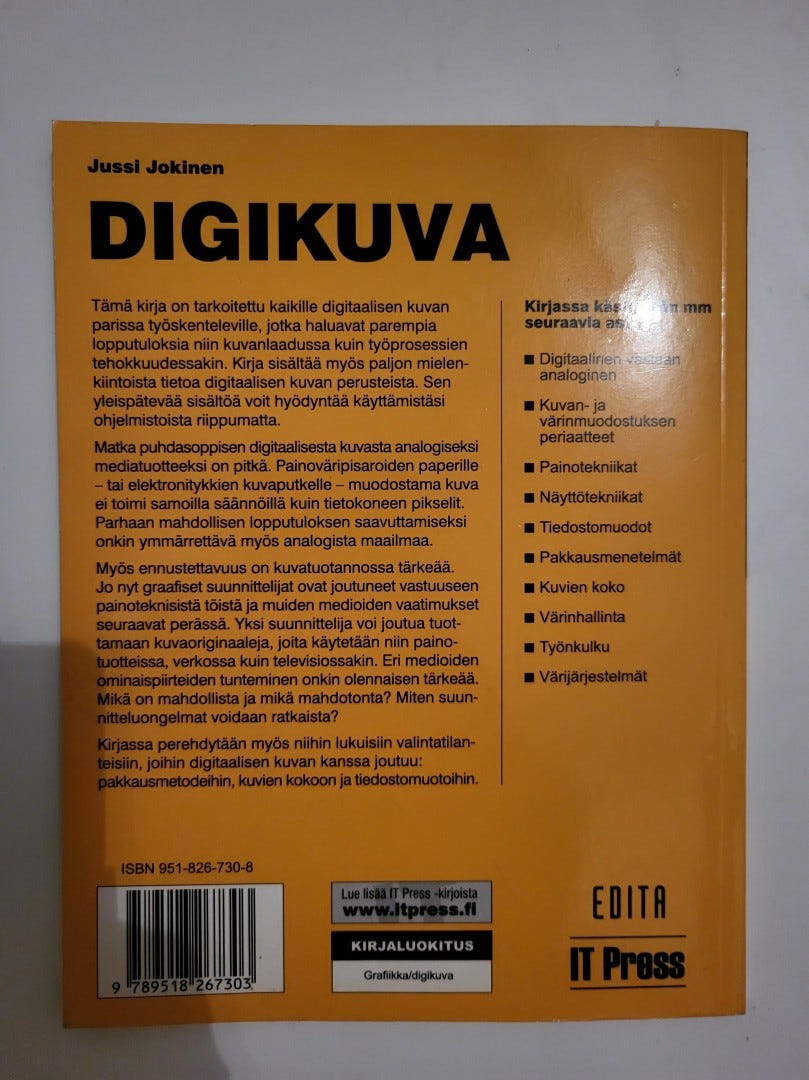 Jussi Jokinen
DIGIKUVA
Tämä kirja on tarkoitettu kaikille digitaalisen kuvan
parissa työskenteleville, jotka haluavat parempia
lopputuloksia niin kuvanlaadussa kuin työprosessien
tehokkuudessakin. Kirja sisältää myös paljon mielen-
kiintoista tietoa digitaalisen kuvan perusteista. Sen
yleispätevää sisältöä voit hyödyntää käyttämistäsi
ohjelmistoista riippumatta.
Matka puhdasoppisen digitaalisesta kuvasta analogiseksi
mediatuotteeksi on pitkä. Painoväripisaroiden paperille
– tai elektronitykkien kuvaputkelle – muodostama kuva
ei toimi samoilla säännöillä kuin tietokoneen pikselit.
Parhaan mahdollisen lopputuloksen saavuttamiseksi
onkin ymmärrettävä myös analogista maailmaa.
Myös ennustettavuus on kuvatuotannossa tärkeää.
Jo nyt graafiset suunnittelijat ovat joutuneet vastuuseen
painoteknisistä töistä ja muiden medioiden vaatimukset
seuraavat perässä. Yksi suunnittelija voi joutua tuot-
tamaan kuvaoriginaaleja, joita käytetään niin paino-
tuotteissa, verkossa kuin televisiossakin. Eri medioiden
ominaispiirteiden tunteminen onkin olennaisen tärkeää.
Mikä on mahdollista ja mikä mahdotonta? Miten suun-
nitteluongelmat voidaan ratkaista?
Kirjassa perehdytään myös niihin lukuisiin valintatilan-
teisiin, joihin digitaalisen kuvan kanssa joutuu:
pakkausmetodeihin, kuvien kokoon ja tiedostomuotoihin.
Kirjassa mm
seuraavia
■ Digitaalinen vastaan
analoginen
■ Kuvan- ja
värinmuodostuksen
periaatteet
■ Painotekniikat
■ Näyttötekniikat
■ Tiedostomuodot
■ Pakkausmenetelmät
■ Kuvien koko
■ Värinhallinta
■ Työnkulku
■ Värijärjestelmät
ISBN 951-826-730-8
9 789518 267303
Lue lisää IT Press -kirjoista
www.itpress.fi
KIRJALUOKITUS
Grafiikka/digikuva
EDITA
IT Press